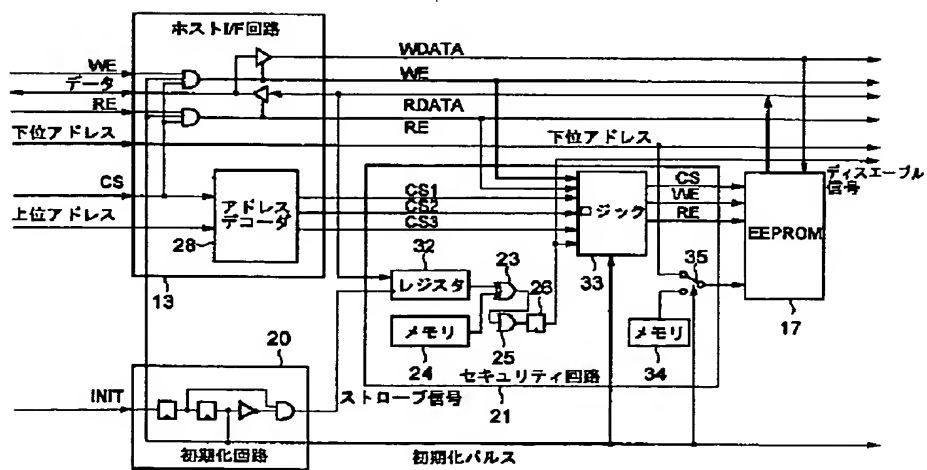 ホストI/F回路
WE
データ
RE
下位アドレス
CS
上位アドレス
アドレス
デコーダ
28
13
WDATA
WE
RDATA
RE
下位アドレス
CS1
CS2
CS3
ロジック
33
CS
WE
RE
ディスエーブル
信号
EEPROM
17
32
レジスタ
23
26
メモリ
24
25
35
メモリ
34
セキュリティ回路
21
20
INIT
ストローブ信号
初期化回路
初期化パルス